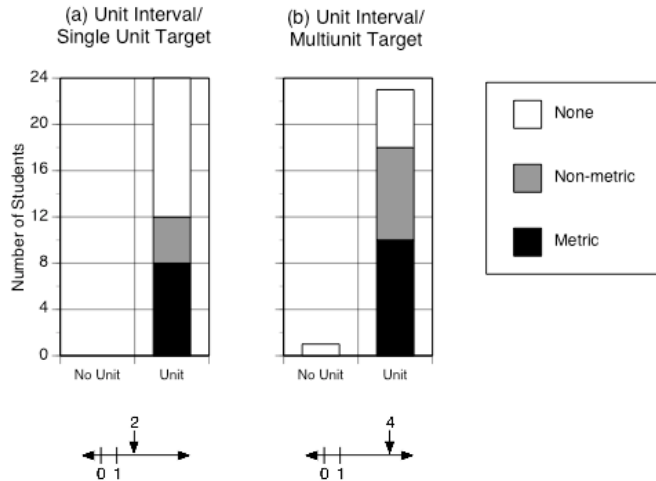 (a) Unit Interval/
Single Unit Target
(b) Unit Interval/
Multiunit Target
Number of Students
24
20
16
12
8
4
0
No Unit
Unit
No Unit
Unit
None
Non-metric
Metric
2
0 1
4
0 1